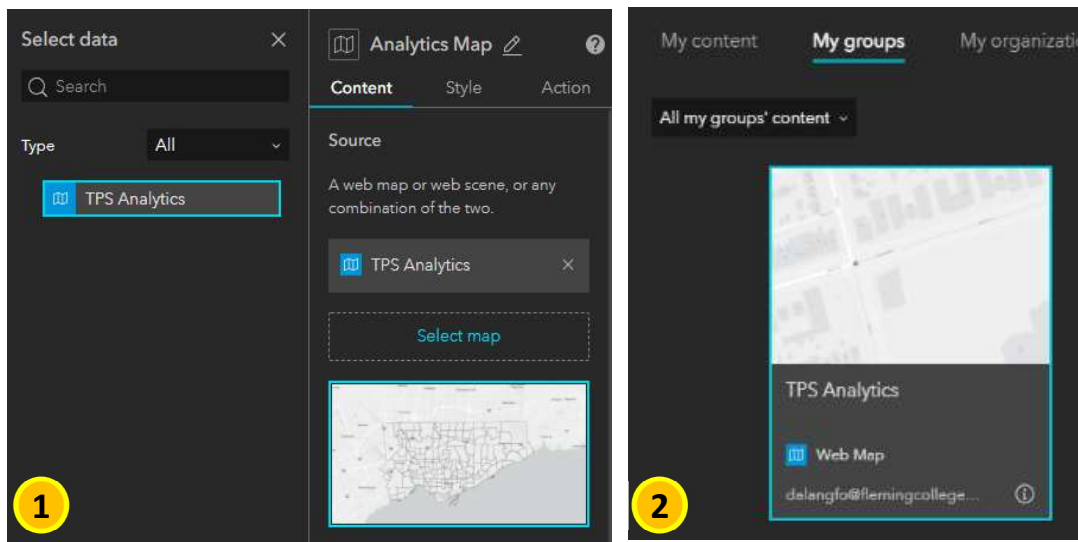 Select data
Search
Type All
TPS Analytics
1
Analytics Map
?
Content Style Action
Source
A web map or web scene, or any
combination of the two.
TPS Analytics
Select map
My content My groups My organizati
All my groups' content
TPS Analytics
Web Map
dalangfo@flemingcollege...
2